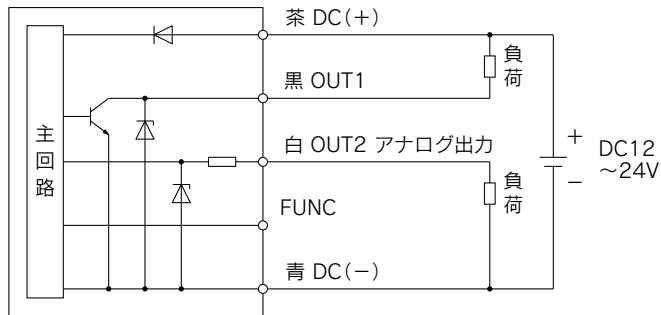 茶 DC(+)
負荷
黒 OUT1
主回路
白 OUT2 アナログ出力
+
DC12
～24V
−
負荷
FUNC
青 DC(−)